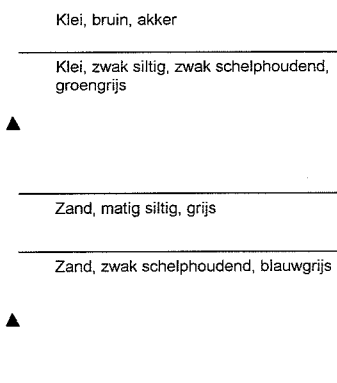 Klei, bruin, akker
Klei, zwak siltig, zwak schelphoudend,
groengrijs
Zand, matig siltig, grijs
Zand, zwak schelphoudend, blauwgrijs